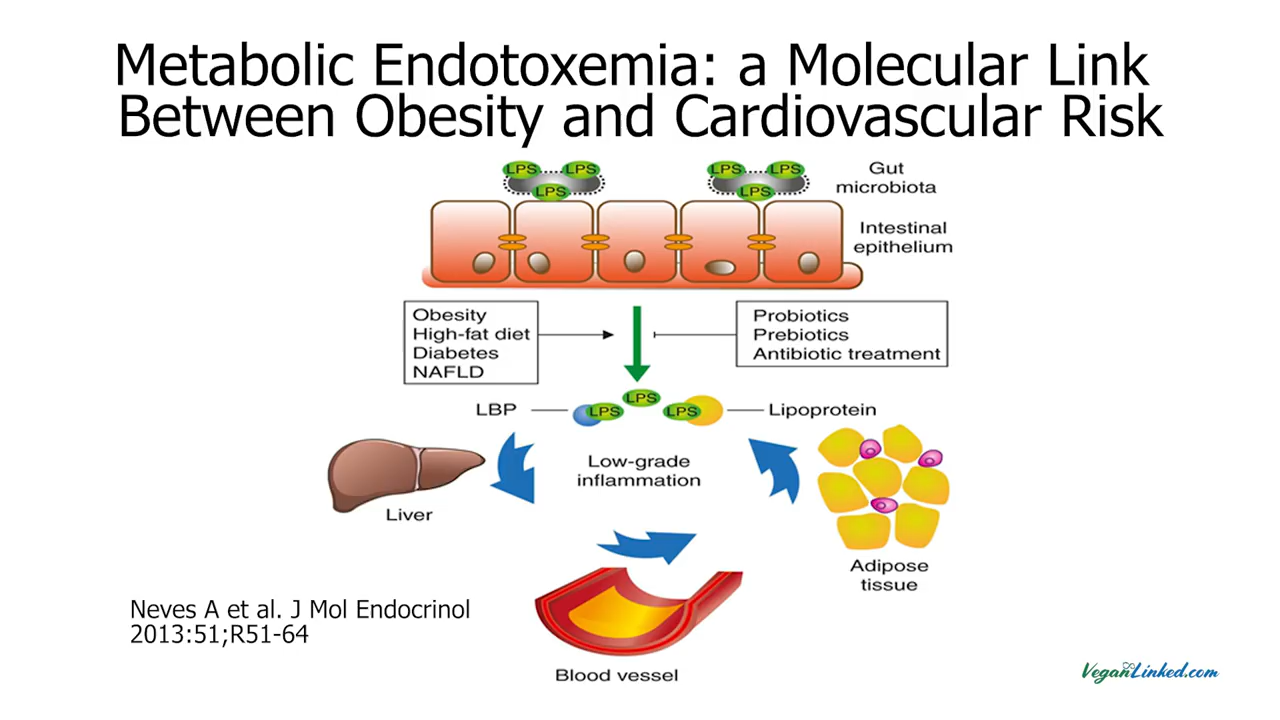 Metabolic Endotoxemia: a Molecular Link
Between Obesity and Cardiovascular Risk
LPS
LPS
LPS
LPS
LPS
LPS
Gut
microbiota
Intestinal
epithelium
Obesity
High-fat diet
Diabetes
NAFLD
Probiotics
Prebiotics
Antibiotic treatment
LBP
LPS
LPS
LPS
Lipoprotein
Low-grade
inflammation
Liver
Adipose
tissue
Blood vessel
Neves A et al. J Mol Endocrinol
2013:51;R51-64
VeganLinked.com